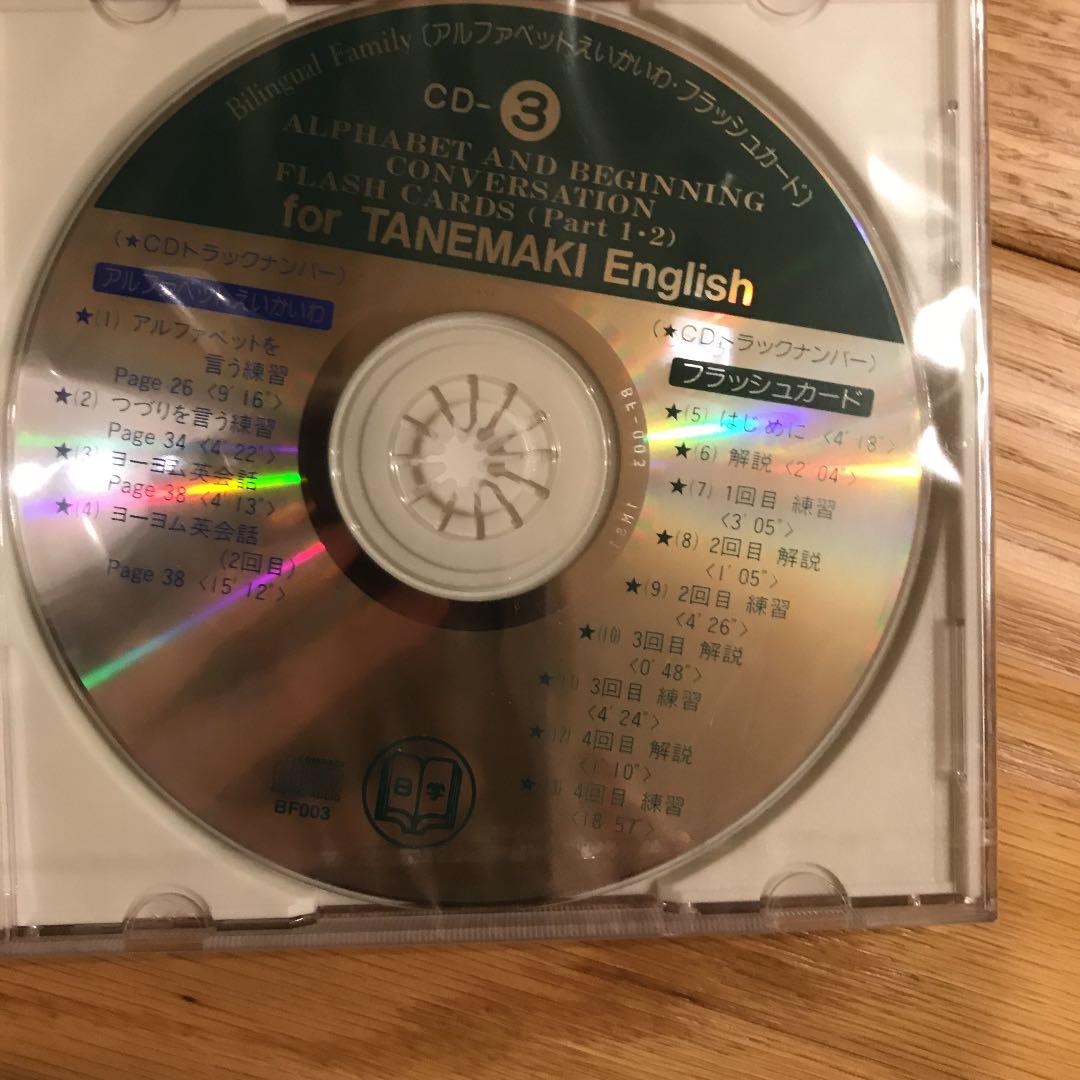 Bilingual Family (アルファベットえいかいわ・フラッシュカード)
CD-3
ALPHABET AND BEGINNING
CONVERSATION
FLASH CARDS (Part 1・2)
for TANEMAKI English
(★CDトラックナンバー)
アルファベットえいかいわ
★(1) アルファベットを
言う練習
Page 26 〈9′16″〉
★(2) つづりを言う練習
Page 34 〈4′22″〉
★(3) ヨーヨム英会話
Page 38 〈4′13″〉
★(4) ヨーヨム英会話
(2回目)
Page 38 〈15′12″〉
(★CDトラックナンバー)
フラッシュカード
★(5) はじめに 〈4′18″〉
★(6) 解説 〈2′04″〉
★(7) 1回目 練習
〈3′05″〉
★(8) 2回目 解説
〈1′05″〉
★(9) 2回目 練習
〈4′26″〉
★(10) 3回目 解説
〈0′48″〉
★(11) 3回目 練習
〈4′24″〉
★(12) 4回目 解説
〈1′10″〉
★(13) 4回目 練習
〈18′57″〉
BF-003
COMPACT
BF003
日学